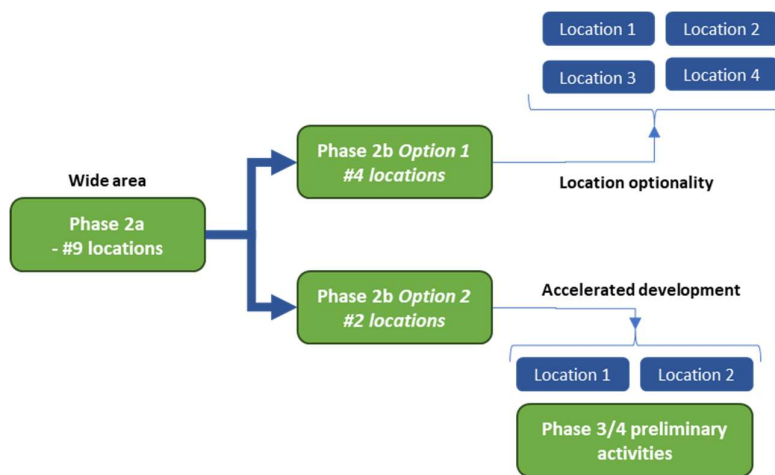 Location 1
Location 2
Location 3
Location 4
Location optionality
Phase 2b Option 1
#4 locations
Wide area
Phase 2a
- #9 locations
Phase 2b Option 2
#2 locations
Accelerated development
Location 1
Location 2
Phase 3/4 preliminary
activities